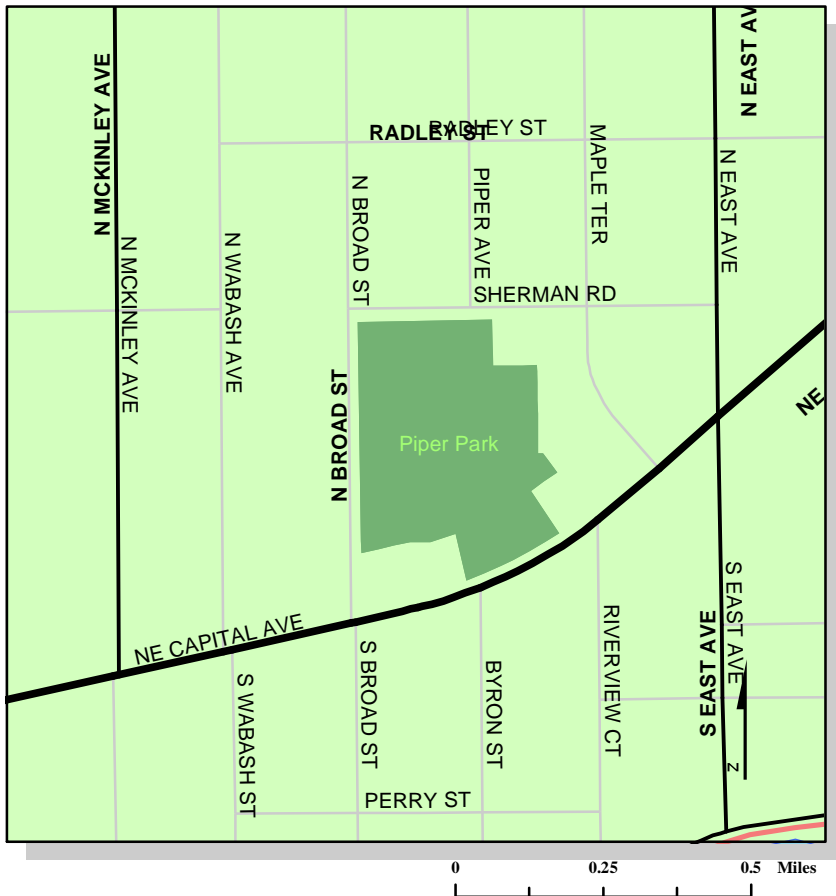 N MCKINLEY AVE
N EAST AV
RADLEY ST
RADLEY ST
MAPLE TER
N EAST AVE
PIPER AVE
N BROAD ST
N WABASH AVE
N MCKINLEY AVE
SHERMAN RD
N BROAD ST
NE
Piper Park
S EAST AVE
S EAST AVE
RIVERVIEW CT
NE CAPITAL AVE
S BROAD ST
BYRON ST
S WABASH ST
Z
PERRY ST
0 0.25 0.5 Miles